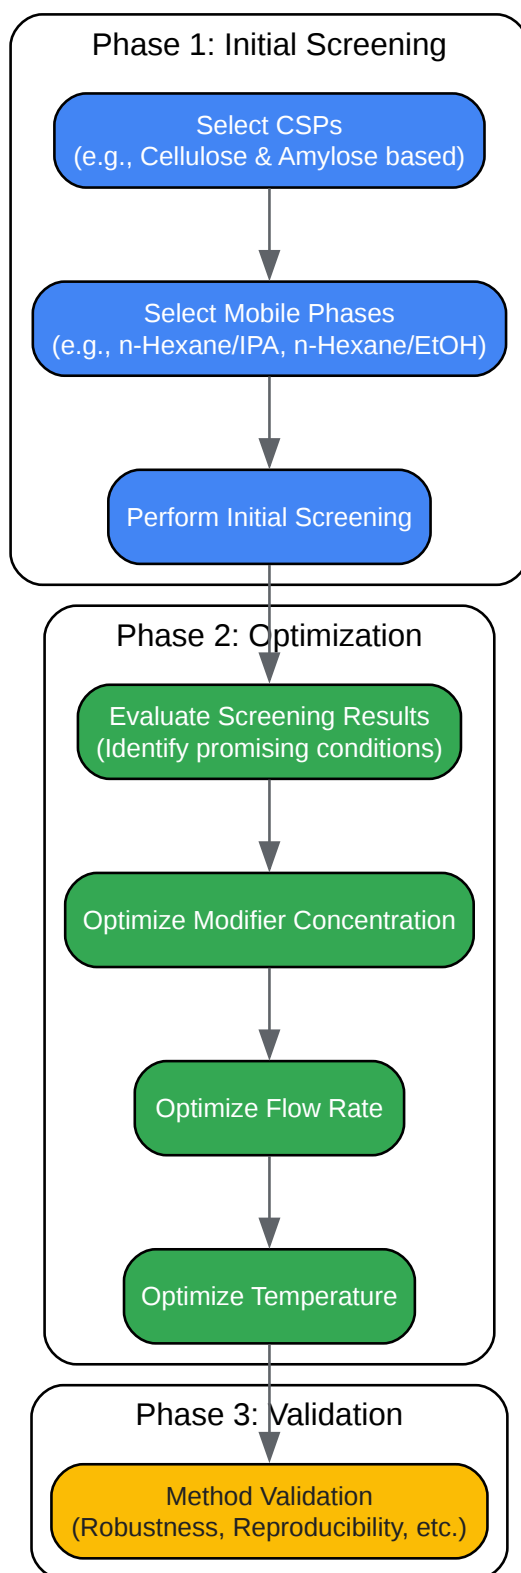 Phase 1: Initial Screening
Select CSPs
(e.g., Cellulose & Amylose based)
Select Mobile Phases
(e.g., n-Hexane/IPA, n-Hexane/EtOH)
Perform Initial Screening
Phase 2: Optimization
Evaluate Screening Results
(Identify promising conditions)
Optimize Modifier Concentration
Optimize Flow Rate
Optimize Temperature
Phase 3: Validation
Method Validation
(Robustness, Reproducibility, etc.)